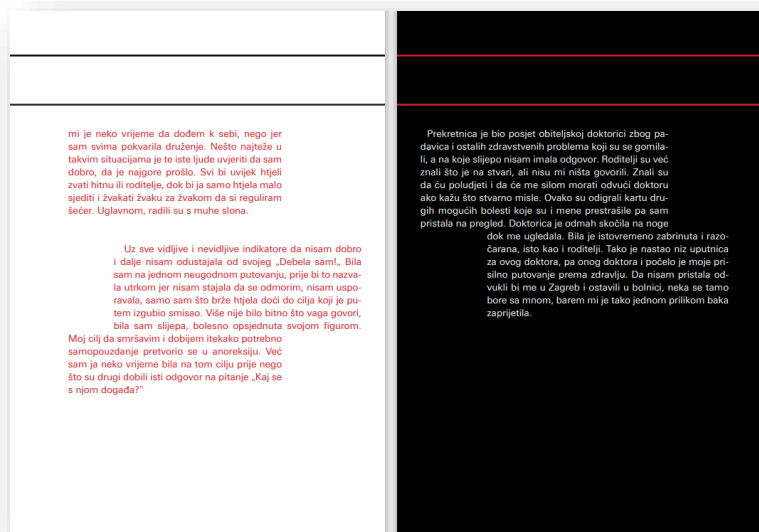 mi je neko vrijeme da dođem k sebi, nego jer
sam svima pokvarila druženje. Nešto najteže u
takvim situacijama je te iste ljude uvjeriti da sam
dobro, da je najgore prošlo. Svi bi uvijek htjeli
zvati hitnu ili roditelje, dok bi ja samo htjela malo
sjediti i žvakati žvaku za žvakom da si reguliram
šećer. Uglavnom, radili su s muhe slona.
Uz sve vidljive i nevidljive indikatore da nisam dobro
i dalje nisam odustajala od svojeg „Debela sam!„ Bila
sam na jednom neugodnom putovanju, prije bi to nazva-
la utrkom jer nisam stajala da se odmorim, nisam uspo-
ravala, samo sam što brže htjela doći do cilja koji je pu-
tem izgubio smisao. Više nije bilo bitno što vaga govori,
bila sam slijepa, bolesno opsjednuta svojom figurom.
Moj cilj da smršavim i dobijem itekako potrebno
samopouzdanje pretvorio se u anoreksiju. Već
sam ja neko vrijeme bila na tom cilju prije nego
što su drugi dobili isti odgovor na pitanje „Kaj se
s njom događa?“
Prekretnica je bio posjet obiteljskoj doktorici zbog pa-
davica i ostalih zdravstvenih problema koji su se gomila-
li, a na koje slijepo nisam imala odgovor. Roditelji su već
znali što je na stvari, ali nisu mi ništa govorili. Znali su
da ću poludjeti i da će me silom morati odvući doktoru
ako kažu što stvarno misle. Ovako su odigrali kartu dru-
gih mogućih bolesti koje su i mene prestrašile pa sam
pristala na pregled. Doktorica je odmah skočila na noge
dok me ugledala. Bila je istovremeno zabrinuta i razo-
čarana, isto kao i roditelji. Tako je nastao niz uputnica
za ovog doktora, pa onog doktora i počelo je moje pri-
silno putovanje prema zdravlju. Da nisam pristala od-
vukli bi me u Zagreb i ostavili u bolnici, neka se tamo
bore sa mnom, barem mi je tako jednom prilikom baka
zaprijetila.